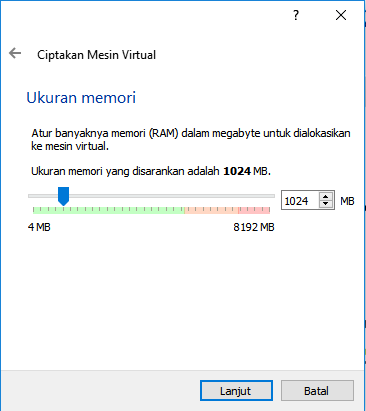 ?
Ciptakan Mesin Virtual
Ukuran memori
Atur banyaknya memori (RAM) dalam megabyte untuk dialokasikan
ke mesin virtual.
Ukuran memori yang disarankan adalah 1024 MB.
1024 MB
4 MB 8192 MB
Lanjut Batal